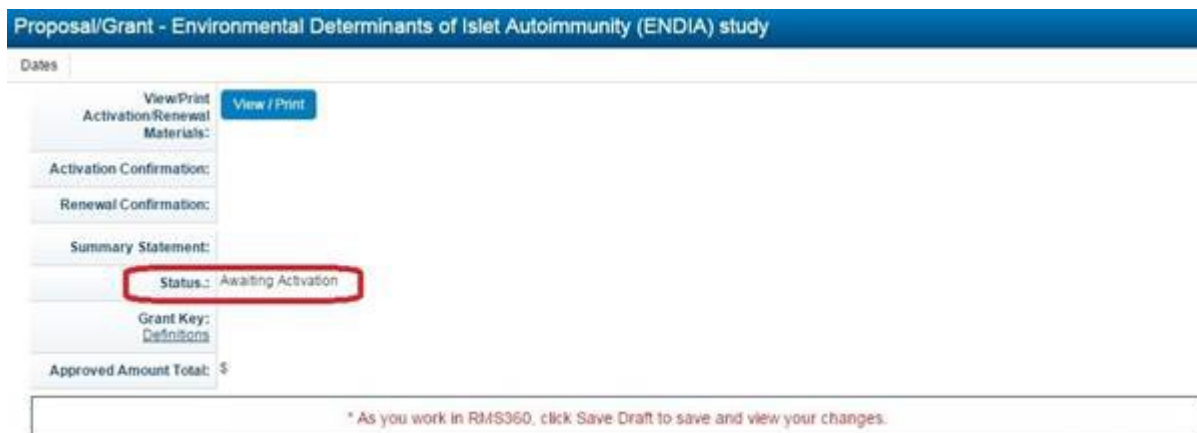 Proposal/Grant - Environmental Determinants of Islet Autoimmunity (ENDIA) study
Dates
View/Print
Activation/Renewal
Materials:
View / Print
Activation Confirmation:
Renewal Confirmation:
Summary Statement:
Status.: Awaiting Activation
Grant Key:
Definitions
Approved Amount Total: $
* As you work in RMS360, click Save Draft to save and view your changes.